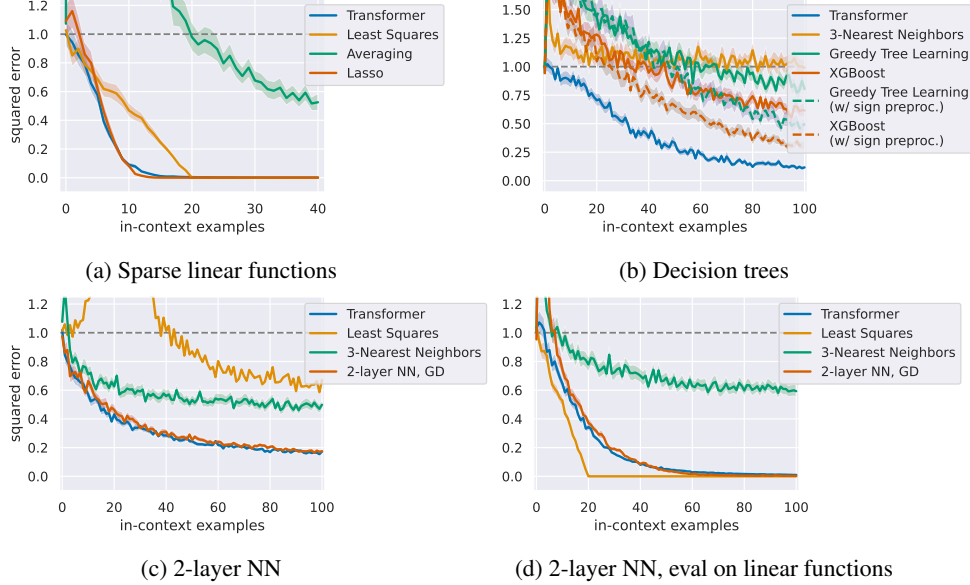 1.2
1.0
0.8
0.6
0.4
0.2
0.0
squared error
0
10
20
30
40
in-context examples
Transformer
Least Squares
Averaging
Lasso
(a) Sparse linear functions
1.50
1.25
1.00
0.75
0.50
0.25
0.00
0
20
40
60
80
100
in-context examples
Transformer
3-Nearest Neighbors
Greedy Tree Learning
XGBoost
Greedy Tree Learning
(w/ sign preproc.)
XGBoost
(w/ sign preproc.)
(b) Decision trees
1.2
1.0
0.8
0.6
0.4
0.2
0.0
squared error
0
20
40
60
80
100
in-context examples
Transformer
Least Squares
3-Nearest Neighbors
2-layer NN, GD
(c) 2-layer NN
1.2
1.0
0.8
0.6
0.4
0.2
0.0
0
20
40
60
80
100
in-context examples
Transformer
Least Squares
3-Nearest Neighbors
2-layer NN, GD
(d) 2-layer NN, eval on linear functions